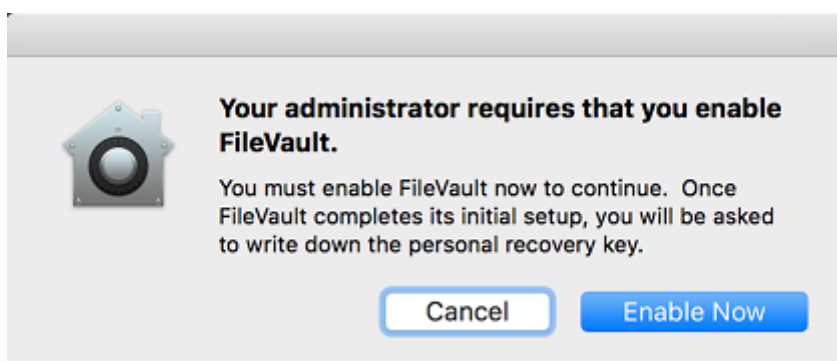 Your administrator requires that you enable
FileVault.
You must enable FileVault now to continue.  Once
FileVault completes its initial setup, you will be asked
to write down the personal recovery key.
Cancel
Enable Now